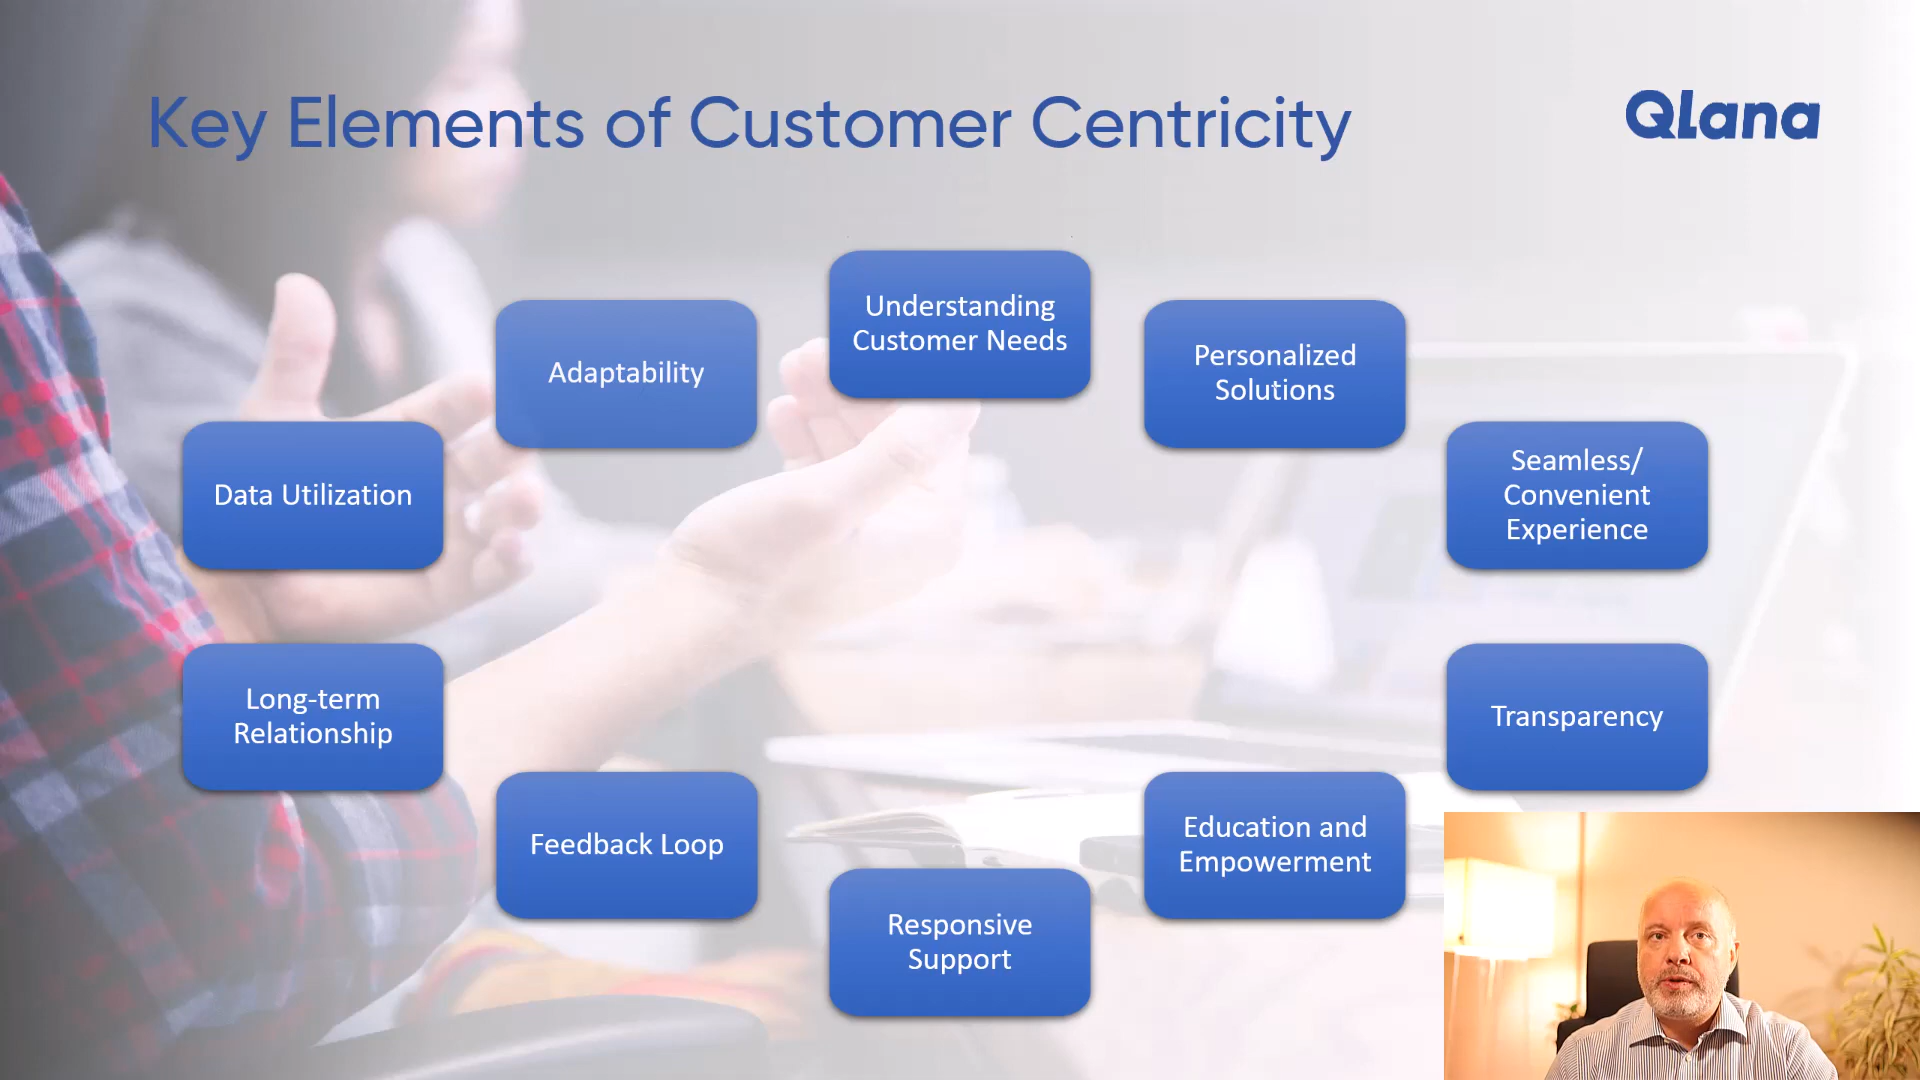 Key Elements of Customer Centricity
Qlana
Understanding
Customer Needs
Personalized
Solutions
Seamless/
Convenient
Experience
Transparency
Education and
Empowerment
Responsive
Support
Feedback Loop
Long-term
Relationship
Data Utilization
Adaptability